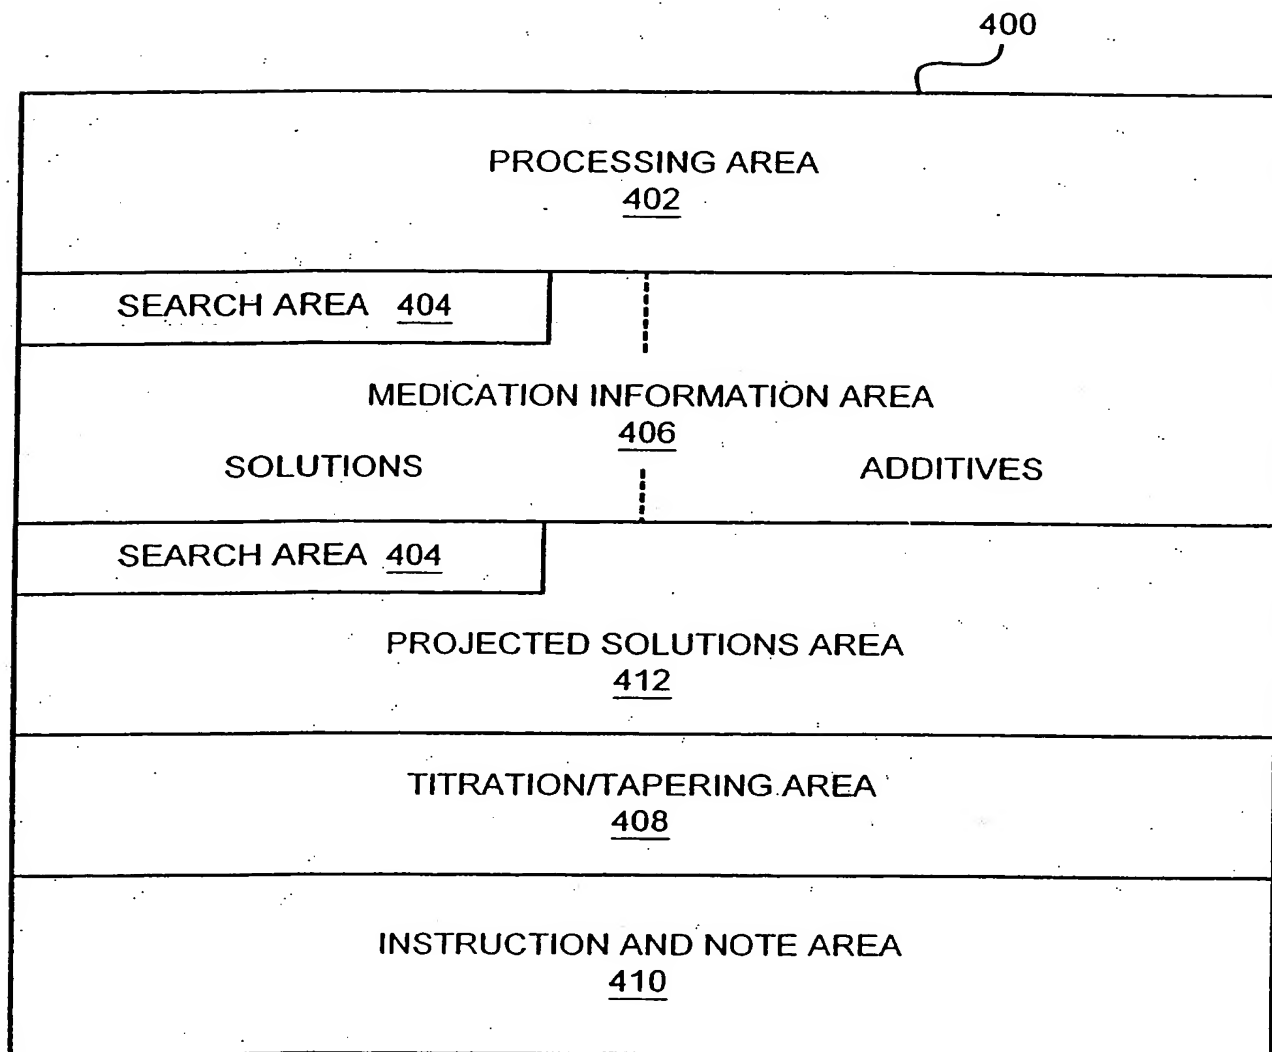 400
PROCESSING AREA
402
SEARCH AREA 404
MEDICATION INFORMATION AREA
406
SOLUTIONS ADDITIVES
SEARCH AREA 404
PROJECTED SOLUTIONS AREA
412
TITRATION/TAPERING AREA
408
INSTRUCTION AND NOTE AREA
410